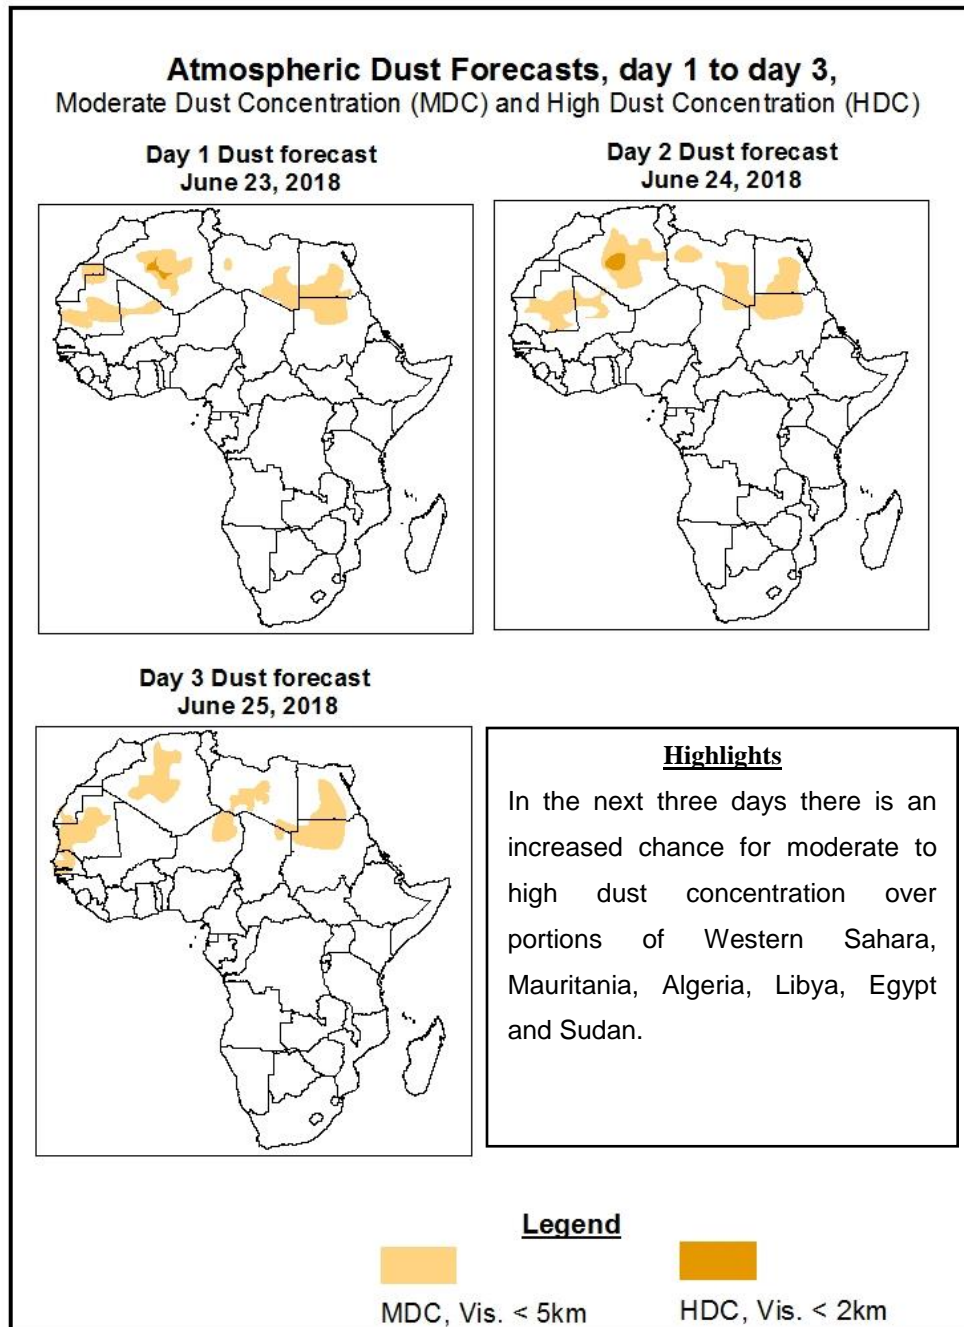 Atmospheric Dust Forecasts, day 1 to day 3,
Moderate Dust Concentration (MDC) and High Dust Concentration (HDC)
Day 1 Dust forecast
June 23, 2018
Day 2 Dust forecast
June 24, 2018
Day 3 Dust forecast
June 25, 2018
Highlights
In the next three days there is an
increased chance for moderate to
high dust concentration over
portions of Western Sahara,
Mauritania, Algeria, Libya, Egypt
and Sudan.
Legend
MDC, Vis. < 5km
HDC, Vis. < 2km